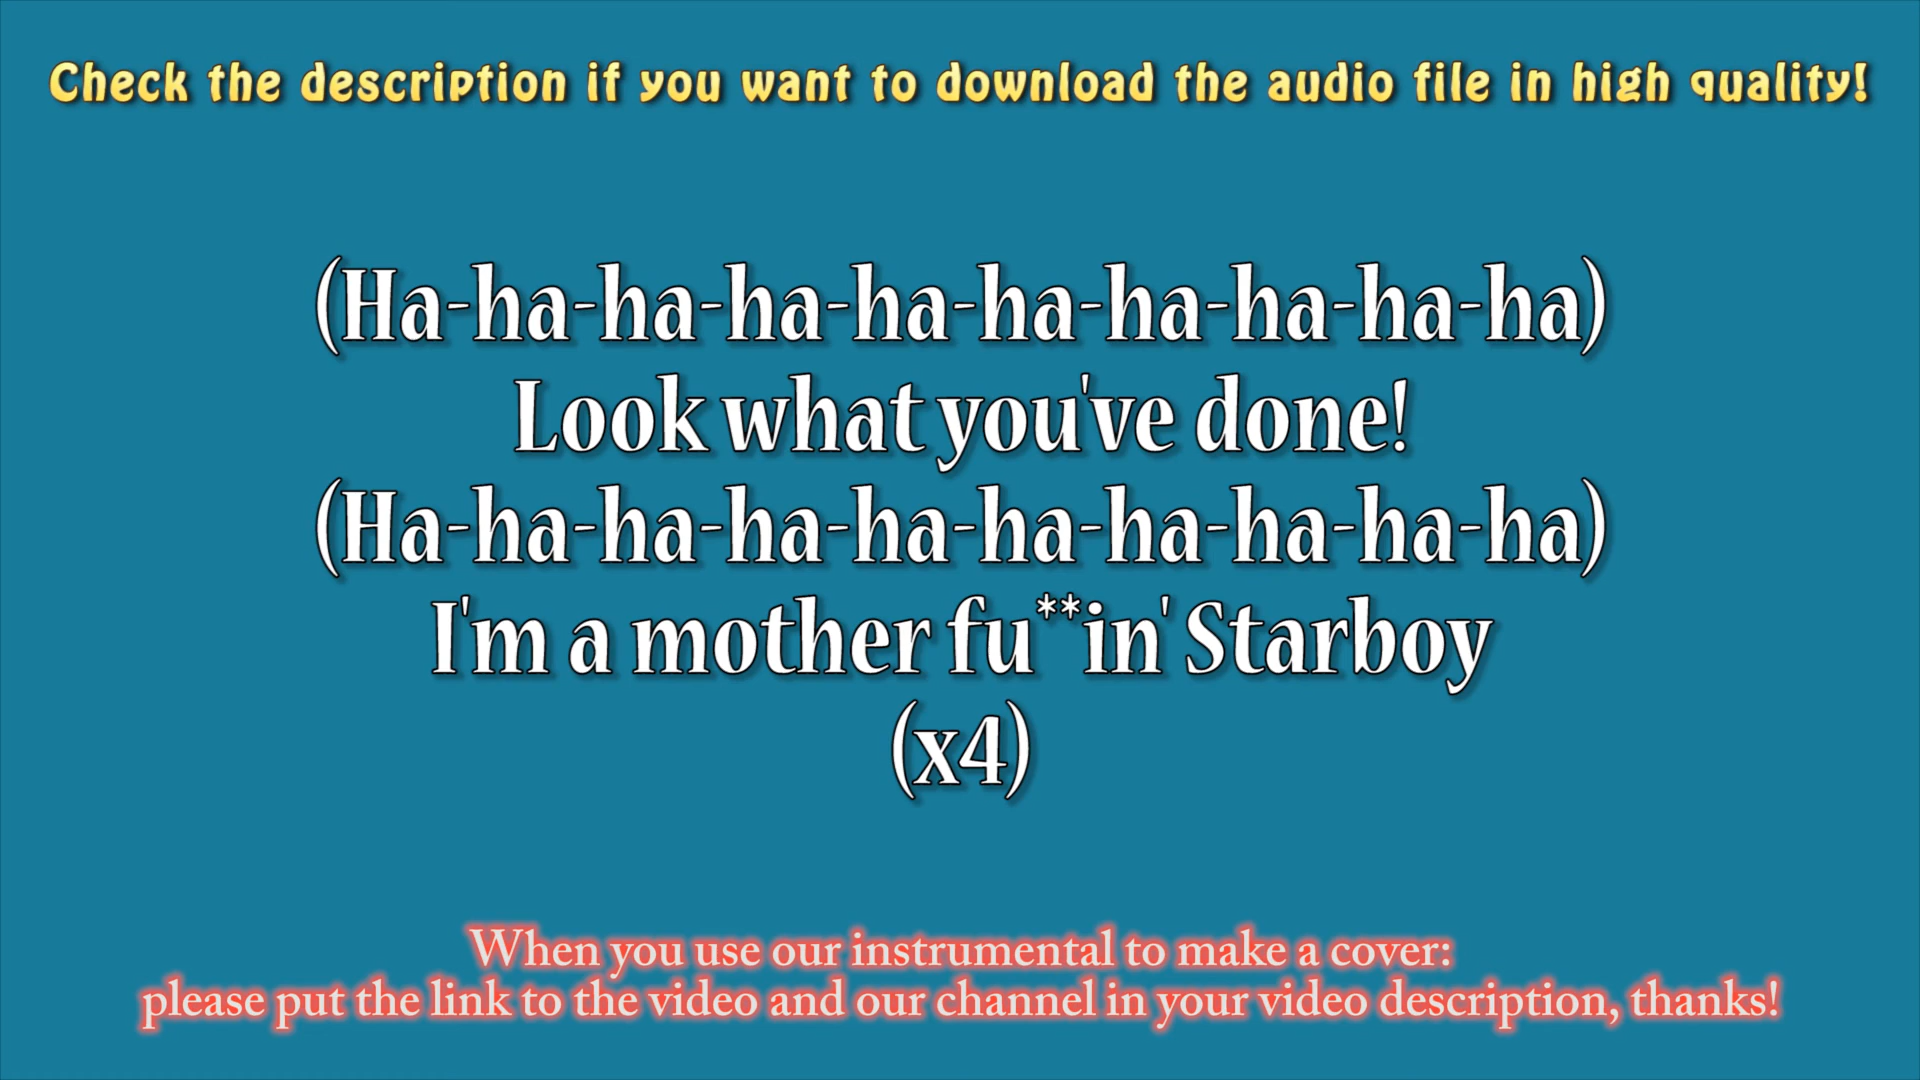 Check the description if you want to download the audio file in high quality!
(Ha-ha-ha-ha-ha-ha-ha-ha-ha-ha)
Look what you've done!
(Ha-ha-ha-ha-ha-ha-ha-ha-ha-ha)
I'm a mother fu**in' Starboy
(x4)
When you use our instrumental to make a cover:
please put the link to the video and our channel in your video description, thanks!